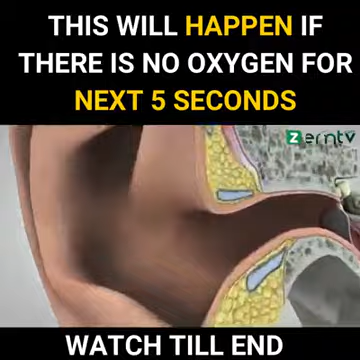 THIS WILL HAPPEN IF
THERE IS NO OXYGEN FOR
NEXT 5 SECONDS
Zerntv
WATCH TILL END